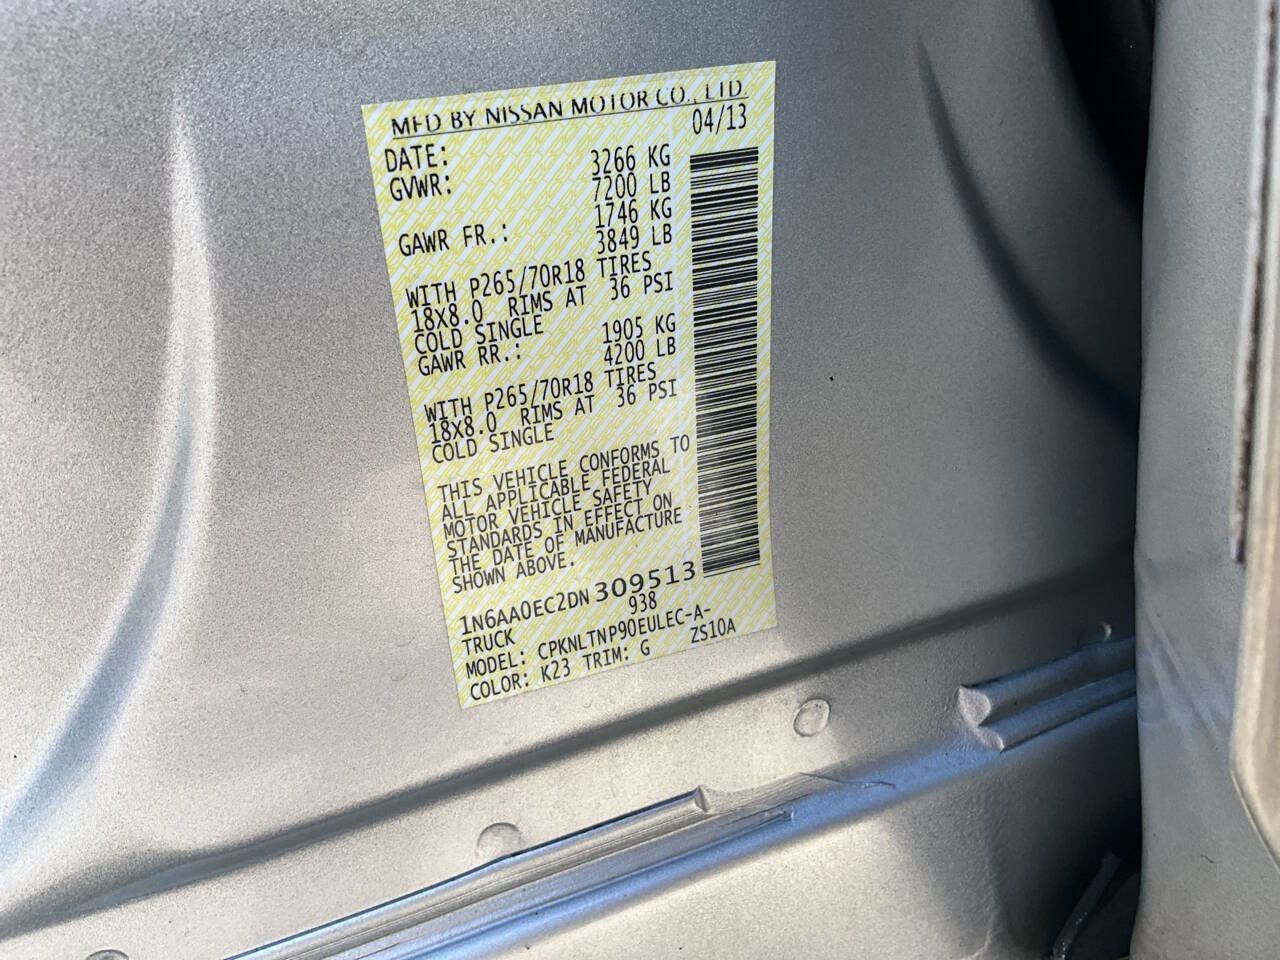 MFD BY NISSAN MOTOR CO., LTD.
DATE: 04/13
GVWR: 3266 KG
7200 LB
GAWR FR.: 1746 KG
3849 LB
WITH P265/70R18 TIRES
18X8.0 RIMS AT 36 PSI
COLD SINGLE
GAWR RR.: 1905 KG
4200 LB
WITH P265/70R18 TIRES
18X8.0 RIMS AT 36 PSI
COLD SINGLE
THIS VEHICLE CONFORMS TO
ALL APPLICABLE FEDERAL
MOTOR VEHICLE SAFETY
STANDARDS IN EFFECT ON
THE DATE OF MANUFACTURE
SHOWN ABOVE.
1N6AA0EC2DN309513
TRUCK 938
MODEL: CPKNLTNP90EULEC-A-
COLOR: K23 TRIM: G ZS10A